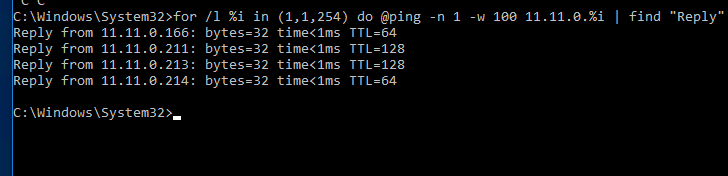 C:\Windows\System32>for /l %i in (1,1,254) do @ping -n 1 -w 100 11.11.0.%i | find "Reply"
Reply from 11.11.0.166: bytes=32 time<1ms TTL=64
Reply from 11.11.0.211: bytes=32 time<1ms TTL=128
Reply from 11.11.0.213: bytes=32 time<1ms TTL=128
Reply from 11.11.0.214: bytes=32 time<1ms TTL=64
C:\Windows\System32>